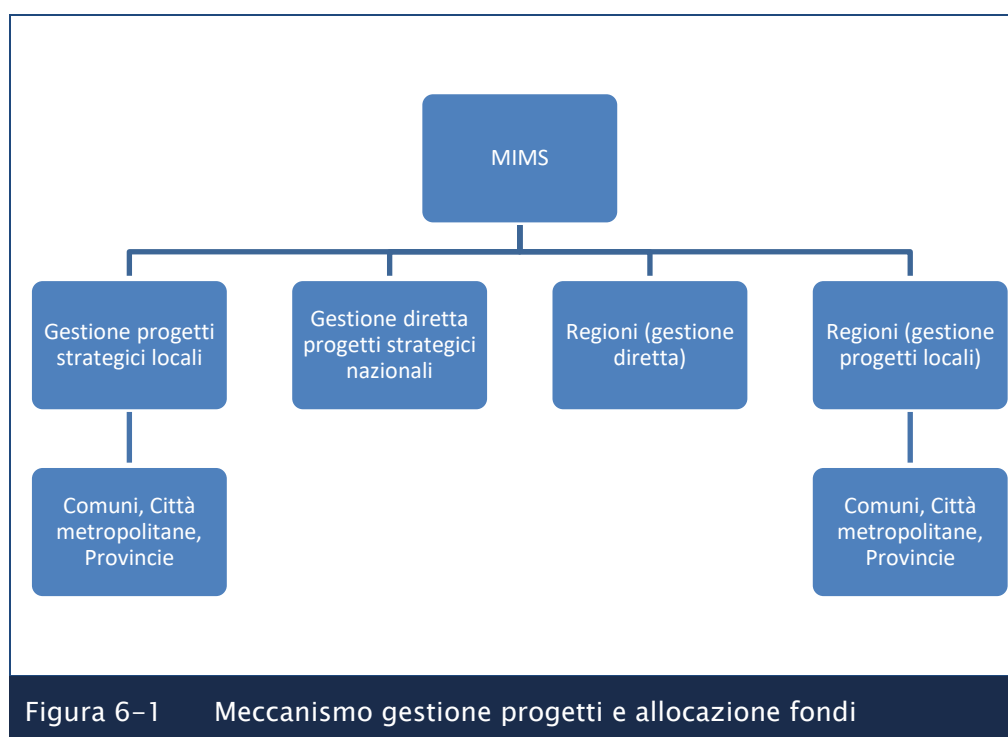 MIMS
Gestione progetti
strategici locali
Gestione diretta
progetti strategici
nazionali
Regioni (gestione
diretta)
Regioni (gestione
progetti locali)
Comuni, Città
metropolitane,
Provincie
Comuni, Città
metropolitane,
Provincie
Figura 6-1 Meccanismo gestione progetti e allocazione fondi